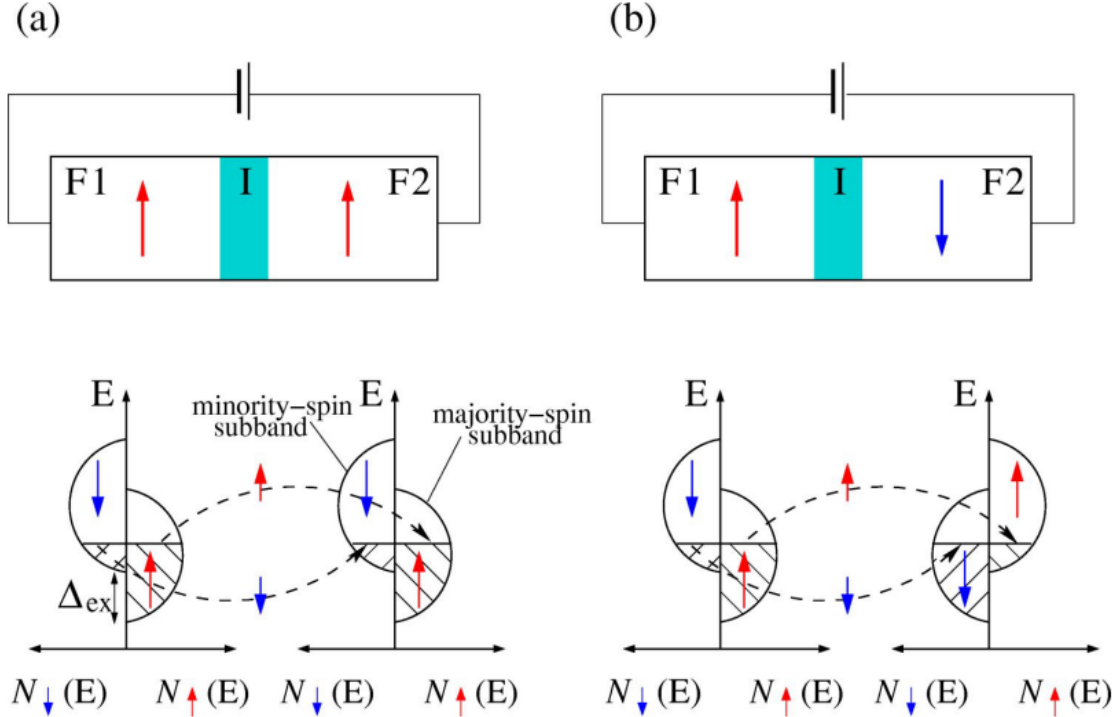 (a)
(b)
F1 I F2
F1 I F2
E
minority-spin
subband
E
majority-spin
subband
E
E
Δex
N↓(E) N↑(E) N↓(E) N↑(E)
N↓(E) N↑(E) N↓(E) N↑(E)